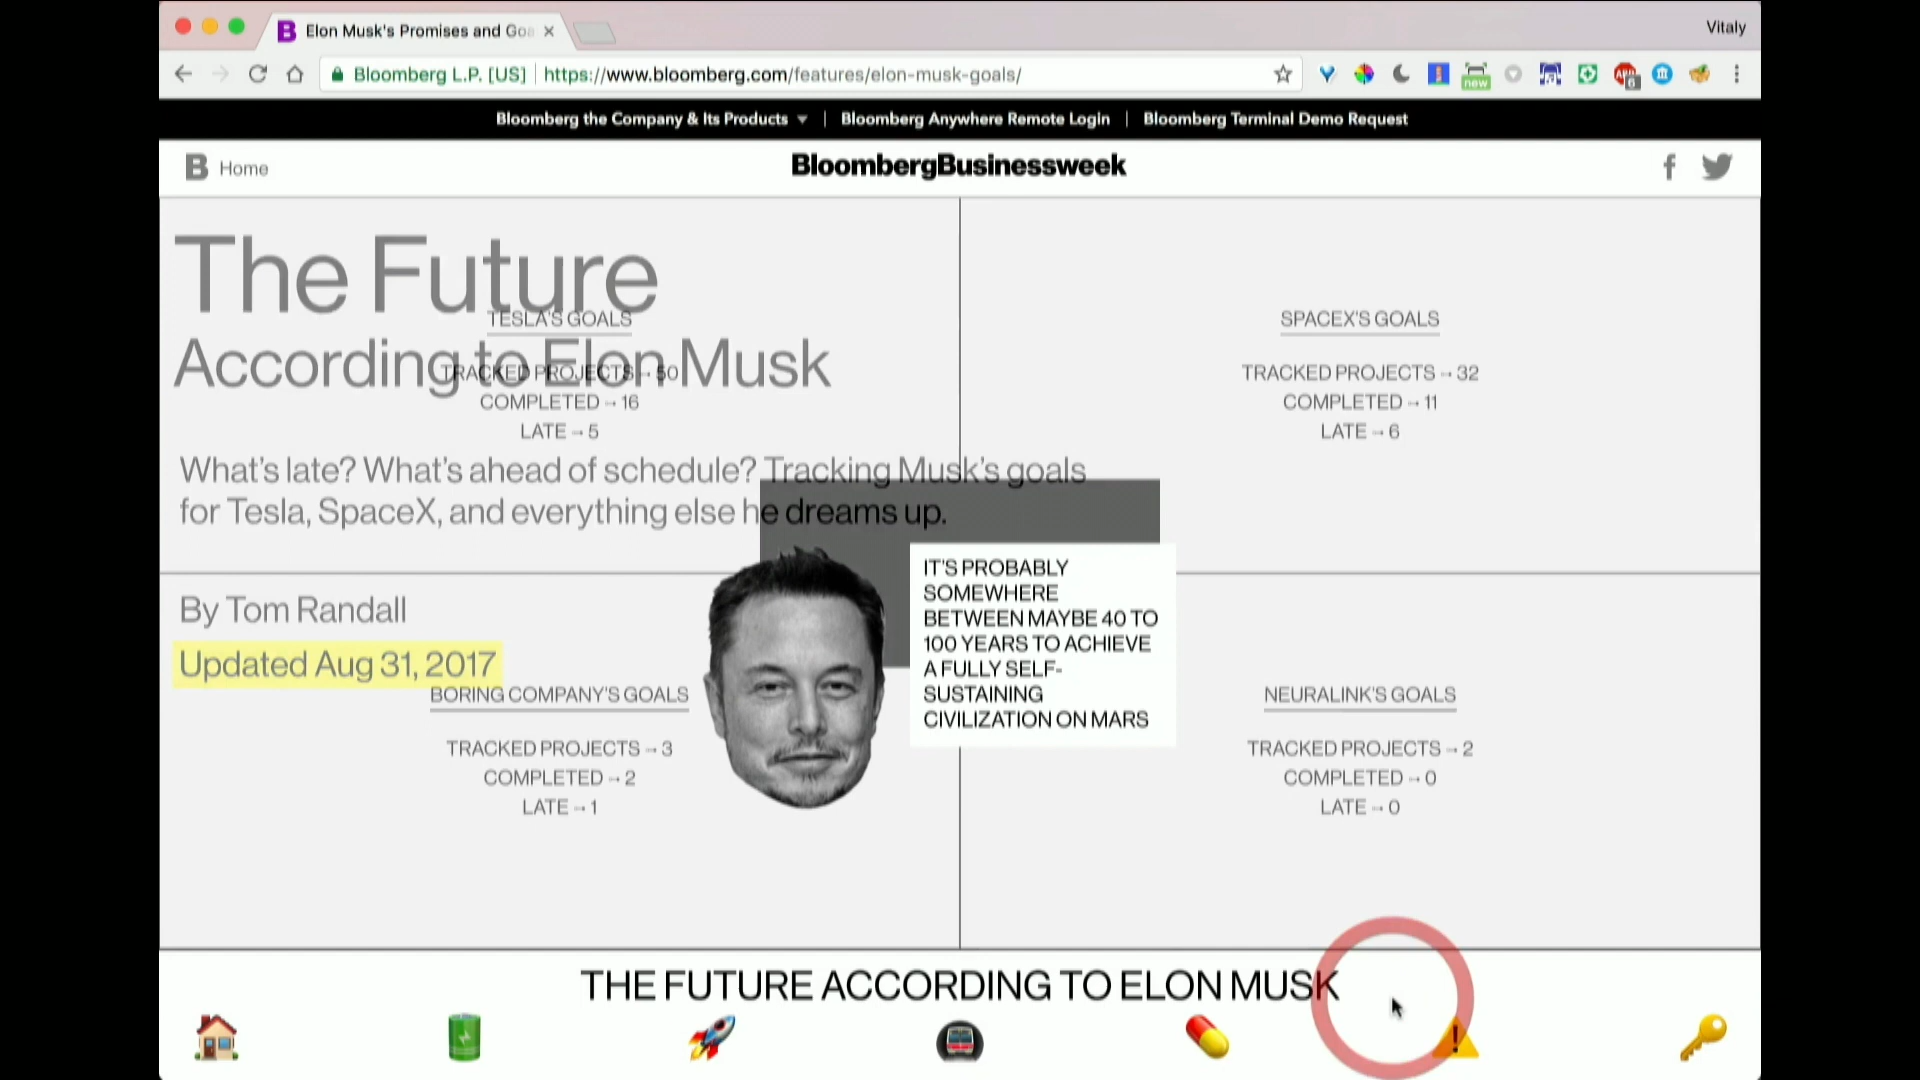 Elon Musk's Promises and Goa
Vitaly
Bloomberg L.P. [US] https://www.bloomberg.com/features/elon-musk-goals/
new
6
Bloomberg the Company & Its Products
Bloomberg Anywhere Remote Login
Bloomberg Terminal Demo Request
B Home
BloombergBusinessweek
The Future
According to Elon Musk
What's late? What's ahead of schedule? Tracking Musk's goals
for Tesla, SpaceX, and everything else he dreams up.
By Tom Randall
Updated Aug 31, 2017
TESLA'S GOALS
TRACKED PROJECTS → 50
COMPLETED → 16
LATE → 5
SPACEX'S GOALS
TRACKED PROJECTS → 32
COMPLETED → 11
LATE → 6
IT'S PROBABLY
SOMEWHERE
BETWEEN MAYBE 40 TO
100 YEARS TO ACHIEVE
A FULLY SELF-
SUSTAINING
CIVILIZATION ON MARS
BORING COMPANY'S GOALS
TRACKED PROJECTS → 3
COMPLETED → 2
LATE → 1
NEURALINK'S GOALS
TRACKED PROJECTS → 2
COMPLETED → 0
LATE → 0
THE FUTURE ACCORDING TO ELON MUSK